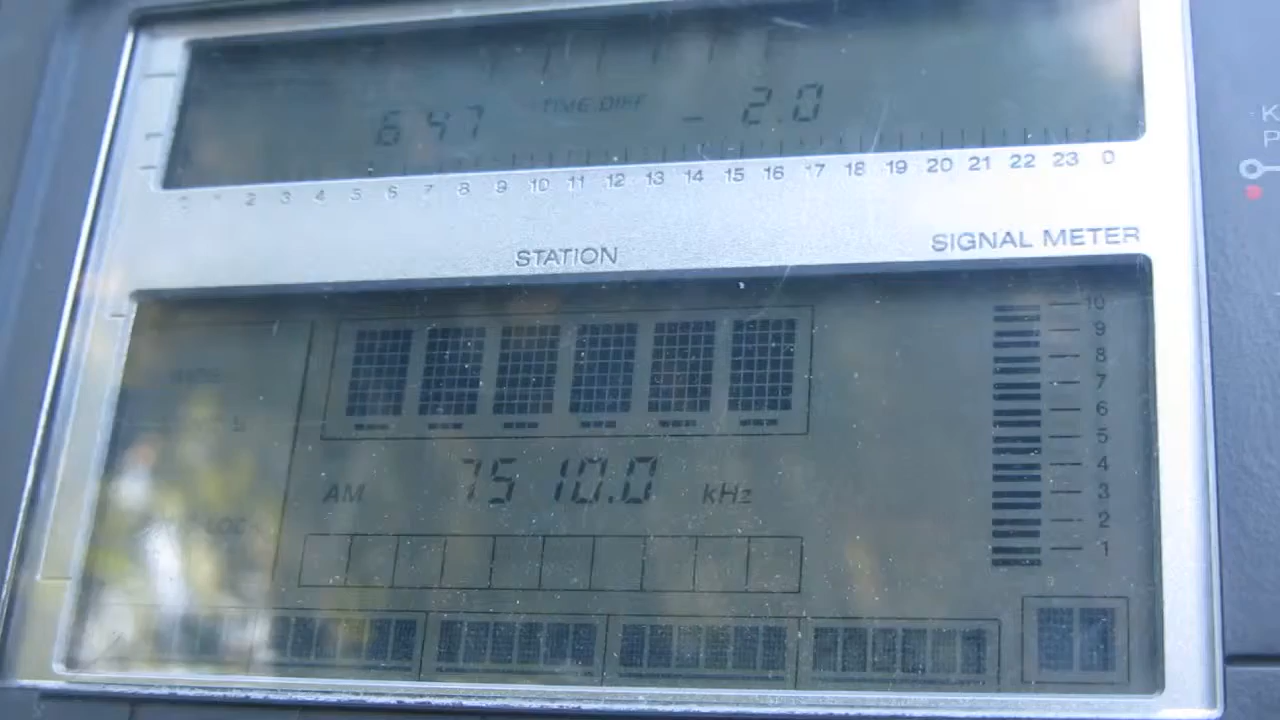 6 47 TIME DIFF - 2.0
0 1 2 3 4 5 6 7 8 9 10 11 12 13 14 15 16 17 18 19 20 21 22 23 0
STATION
SIGNAL METER
10
9
8
7
6
5
4
3
2
1
AM 7510.0 kHz
K
P